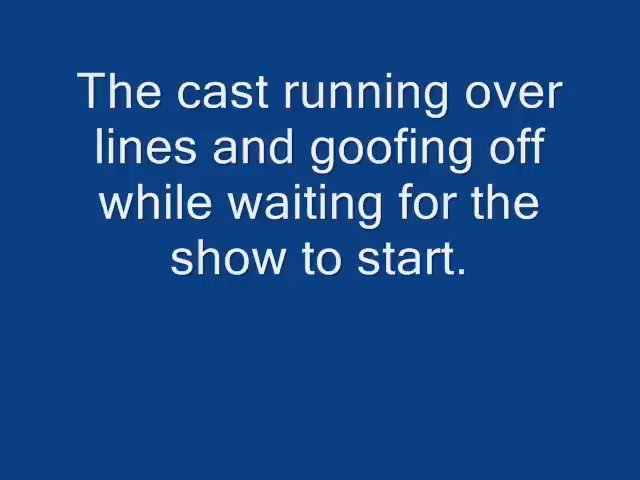 The cast running over
lines and goofing off
while waiting for the
show to start.